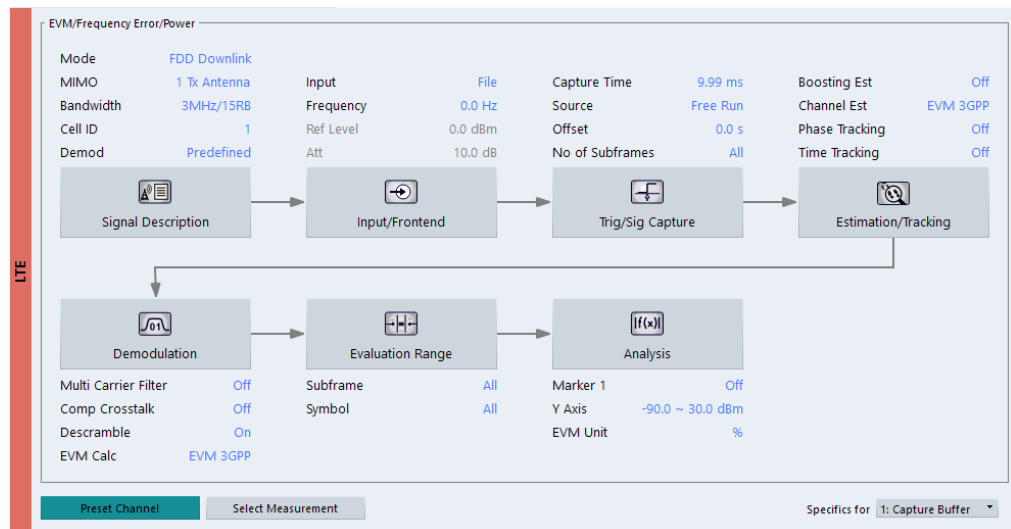 EVM/Frequency Error/Power
Mode FDD Downlink
MIMO 1 Tx Antenna Input File Capture Time 9.99 ms Boosting Est Off
Bandwidth 3MHz/15RB Frequency 0.0 Hz Source Free Run Channel Est EVM 3GPP
Cell ID 1 Ref Level 0.0 dBm Offset 0.0 s Phase Tracking Off
Demod Predefined Att 10.0 dB No of Subframes All Time Tracking Off
Signal Description Input/Frontend Trig/Sig Capture Estimation/Tracking
LTE
01 |f(x)|
Demodulation Evaluation Range Analysis
Multi Carrier Filter Off Subframe All Marker 1 Off
Comp Crosstalk Off Symbol All Y Axis -90.0 ~ 30.0 dBm
Descramble On EVM Unit %
EVM Calc EVM 3GPP
Preset Channel Select Measurement Specifics for 1: Capture Buffer